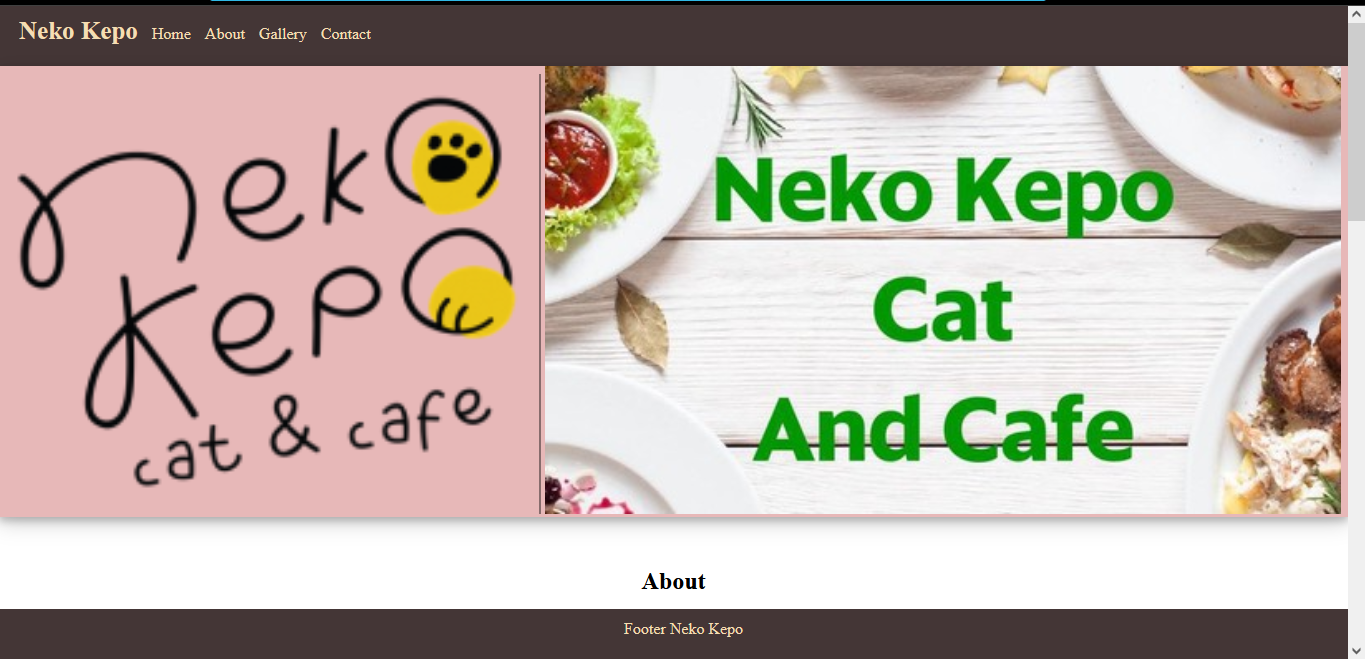 Neko Kepo Home About Gallery Contact
neko
kepo
cat & cafe
Neko Kepo
Cat
And Cafe
About
Footer Neko Kepo